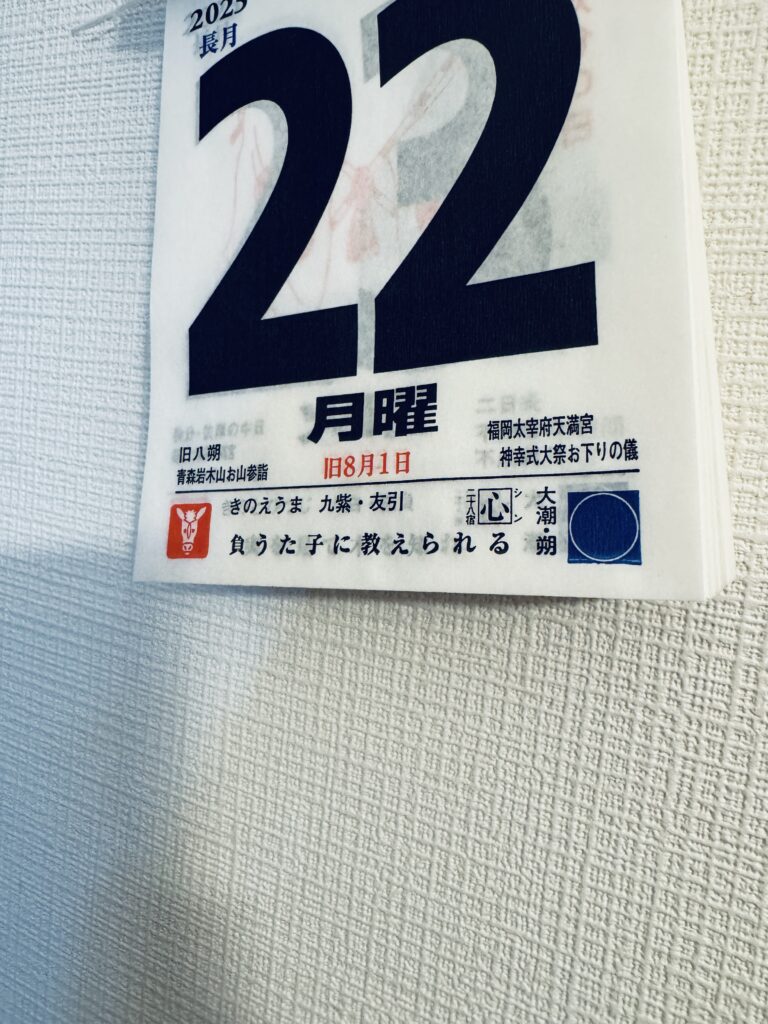 2025
長月
22
月曜
旧八朔
青森岩木山お山参詣
旧8月1日
福岡太宰府天満宮
神幸式大祭お下りの儀
きのえうま 九紫・友引
二十八宿 心 シン
大潮・朔
負うた子に教えられる